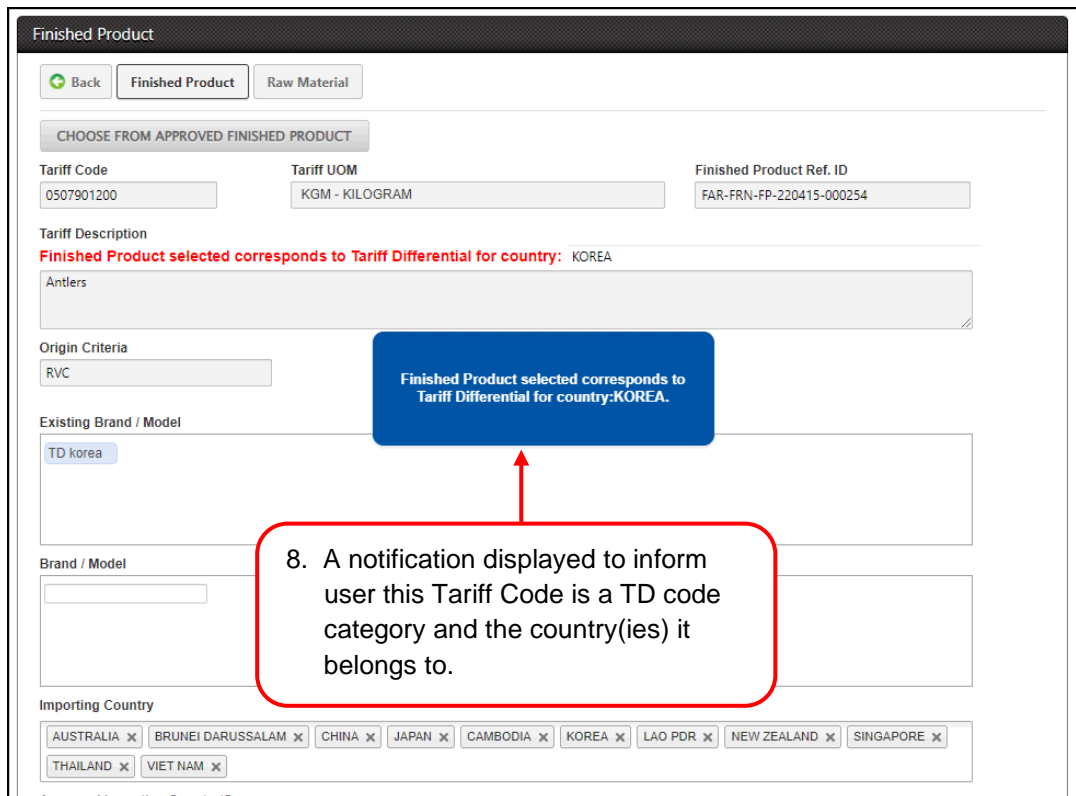 Finished Product
Back Finished Product Raw Material
CHOOSE FROM APPROVED FINISHED PRODUCT
Tariff Code Tariff UOM Finished Product Ref. ID
0507901200 KGM - KILOGRAM FAR-FRN-FP-220415-000254
Tariff Description
Finished Product selected corresponds to Tariff Differential for country: KOREA
Antlers
Origin Criteria
RVC
Finished Product selected corresponds to
Tariff Differential for country:KOREA.
Existing Brand / Model
TD korea
8. A notification displayed to inform
user this Tariff Code is a TD code
category and the country(ies) it
belongs to.
Brand / Model
Importing Country
AUSTRALIA BRUNEI DARUSSALAM CHINA JAPAN CAMBODIA KOREA LAO PDR NEW ZEALAND SINGAPORE
THAILAND VIET NAM